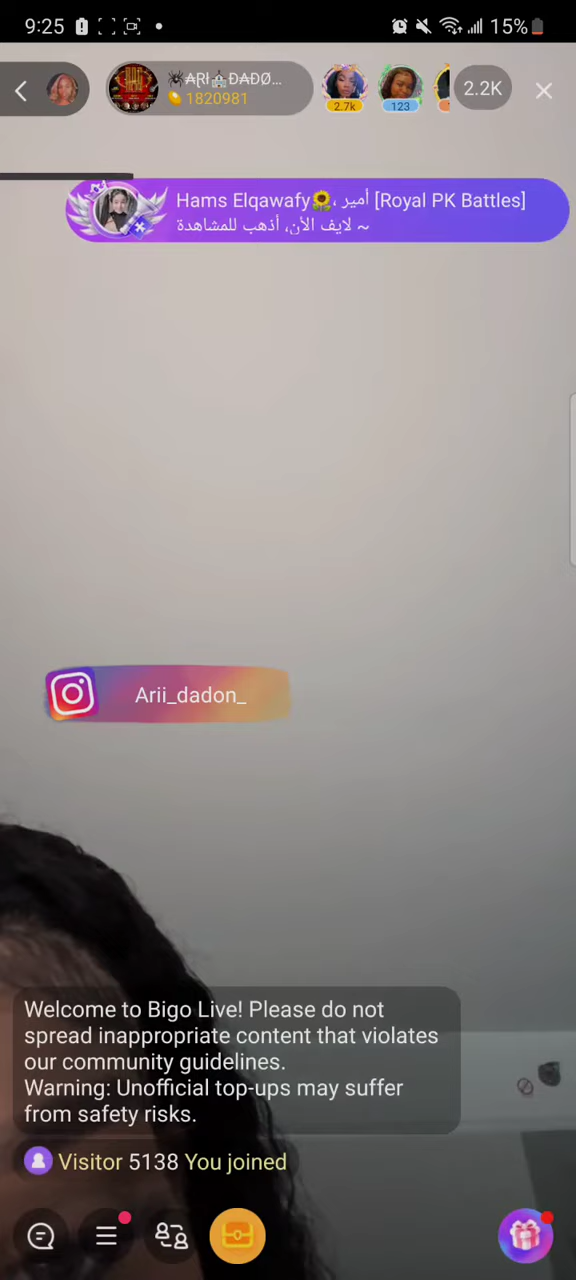 9:25 15%
🕷₳ⱤƗ🏰Đ₳ĐØ...
1820981
2.7k 123 2.2K
Hams Elqawafy🌻، أمير [Royal PK Battles]
~ لايف الأن، أذهب للمشاهدة
Arii_dadon_
Welcome to Bigo Live! Please do not
spread inappropriate content that violates
our community guidelines.
Warning: Unofficial top-ups may suffer
from safety risks.
Visitor 5138 You joined